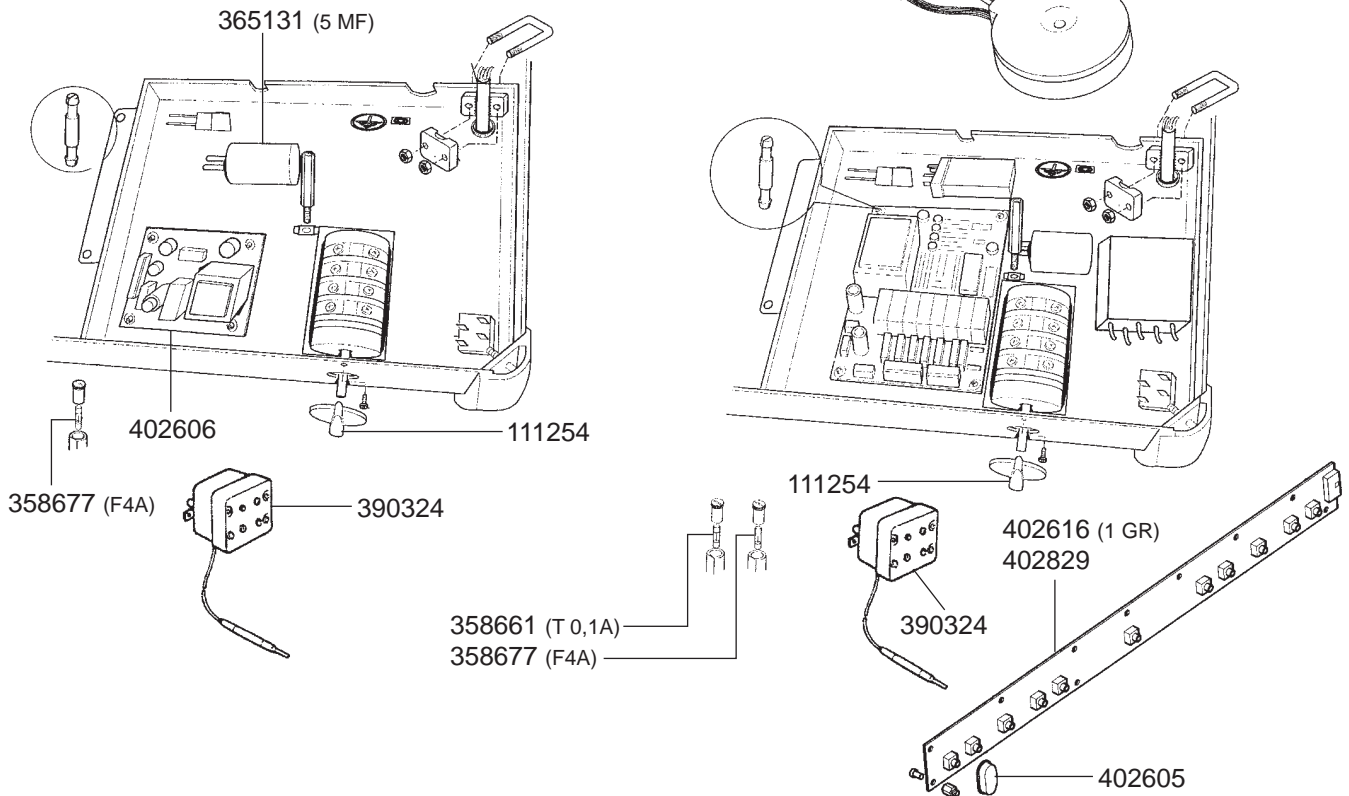 365131 (5 MF)
402606
111254
358677 (F4A)
390324
111254
402616 (1 GR)
402829
358661 (T 0,1A)
358677 (F4A)
390324
402605